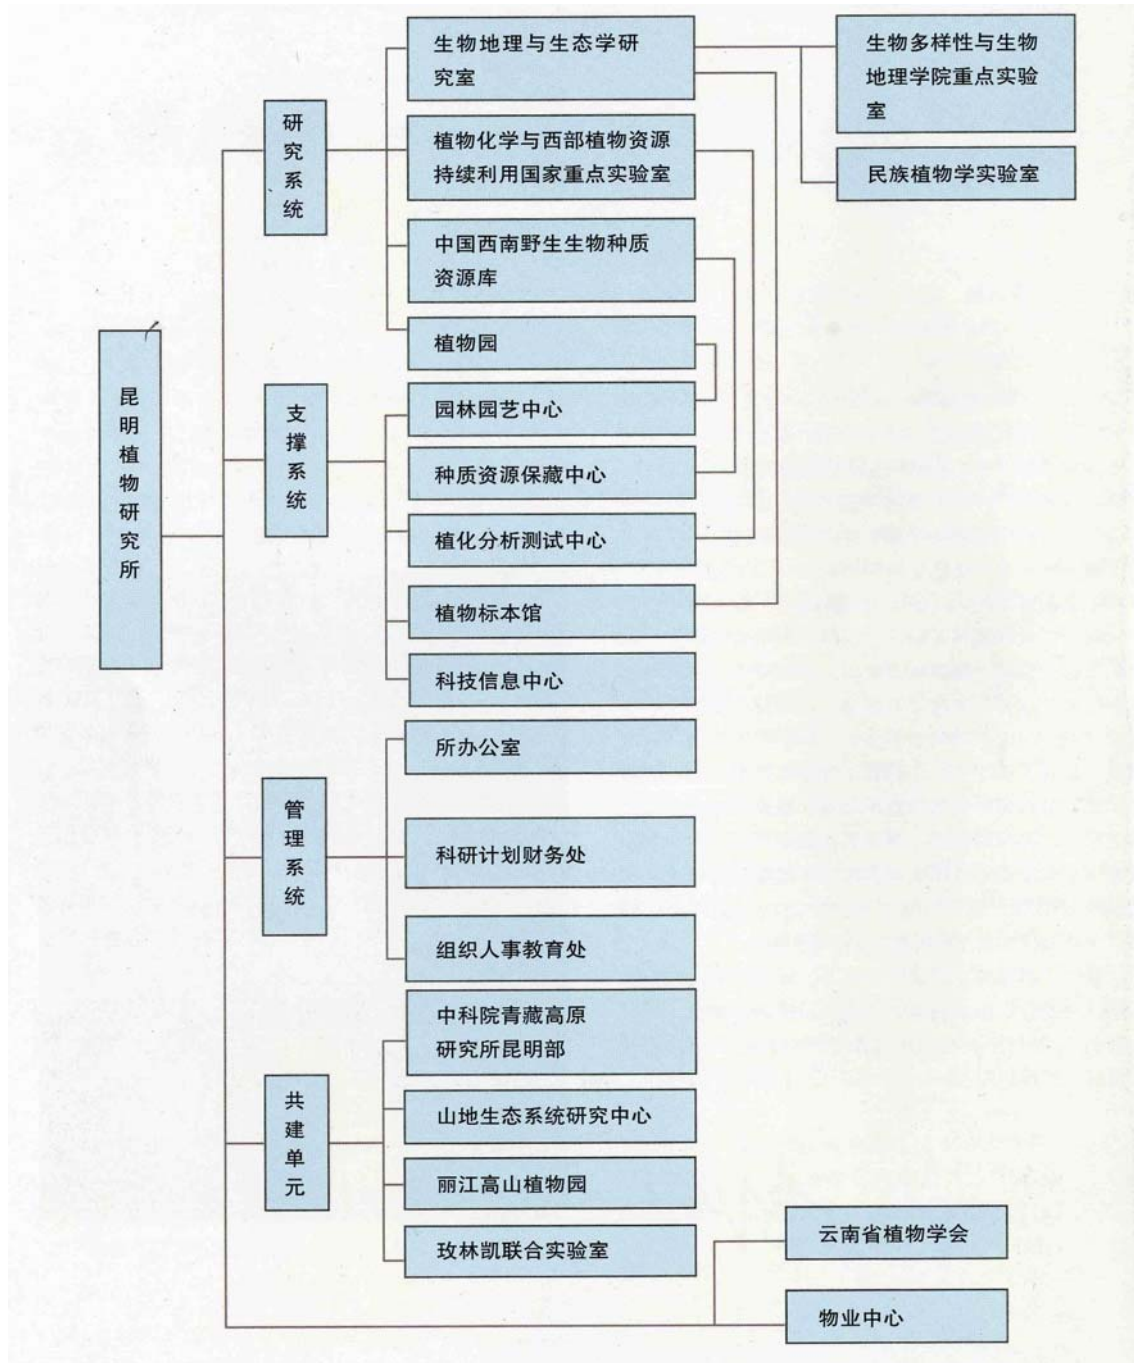 昆明植物研究所
研究系统
生物地理与生态学研
究室
生物多样性与生物
地理学院重点实验
室
民族植物学实验室
植物化学与西部植物资源
持续利用国家重点实验室
中国西南野生生物种质
资源库
植物园
支撑系统
园林园艺中心
种质资源保藏中心
植化分析测试中心
植物标本馆
科技信息中心
管理系统
所办公室
科研计划财务处
组织人事教育处
共建单元
中科院青藏高原
研究所昆明部
山地生态系统研究中心
丽江高山植物园
玫林凯联合实验室
云南省植物学会
物业中心